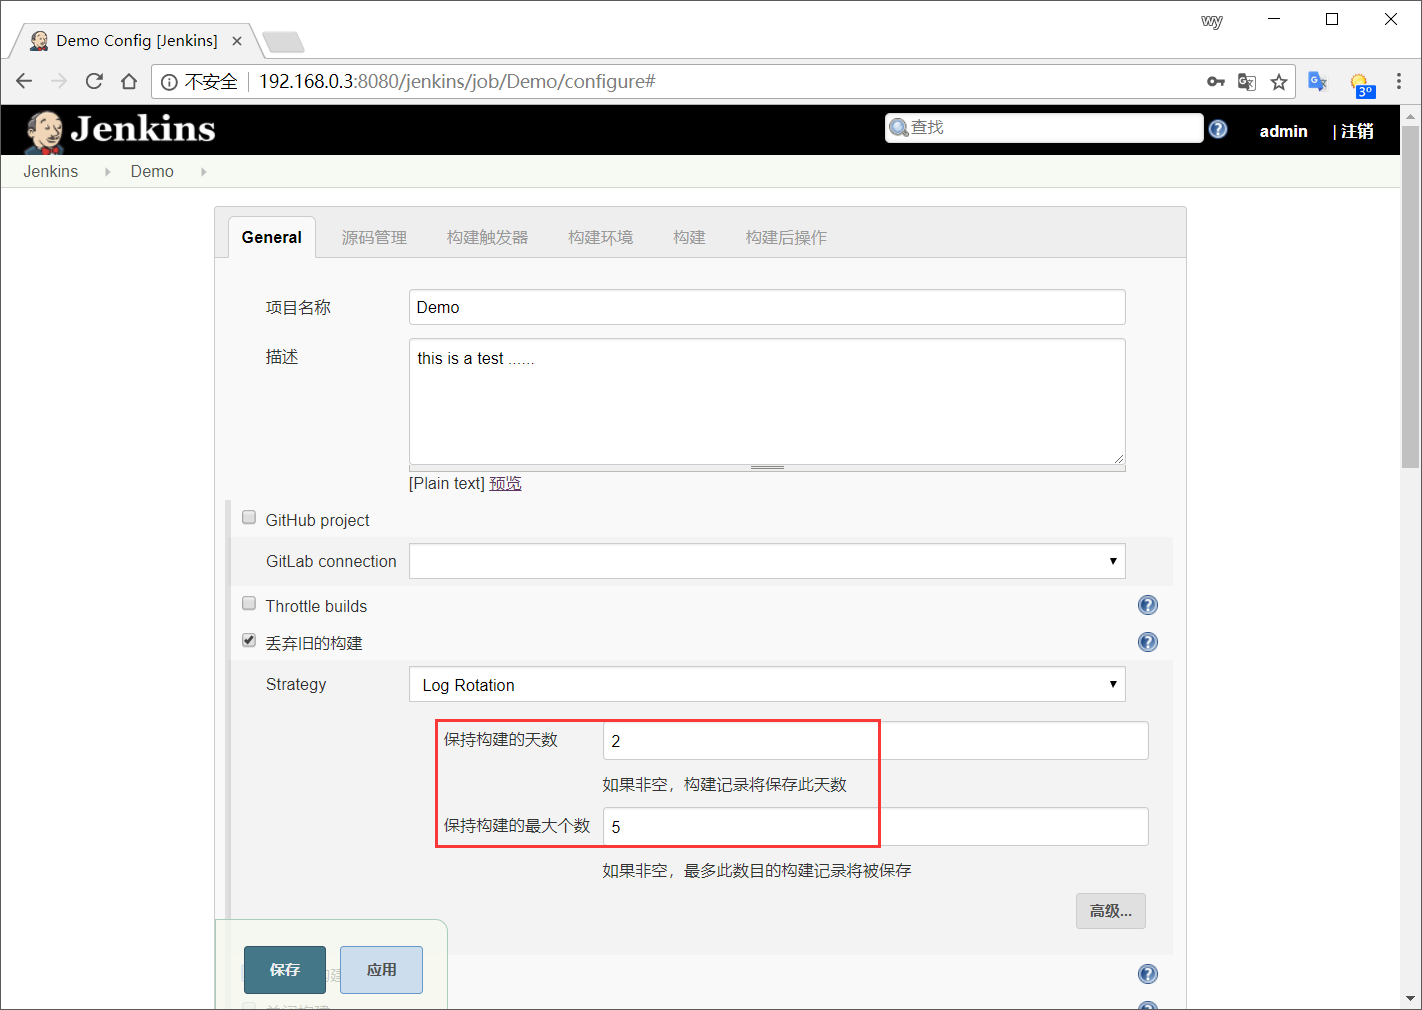 wy
Demo Config [Jenkins]
不安全 192.168.0.3:8080/jenkins/job/Demo/configure#
3°
Jenkins 查找 admin | 注销
Jenkins Demo
General 源码管理 构建触发器 构建环境 构建 构建后操作
项目名称 Demo
描述 this is a test ......
[Plain text] 预览
GitHub project
GitLab connection
Throttle builds
丢弃旧的构建
Strategy Log Rotation
保持构建的天数 2
如果非空，构建记录将保存此天数
保持构建的最大个数 5
如果非空，最多此数目的构建记录将被保存
高级...
保存 应用